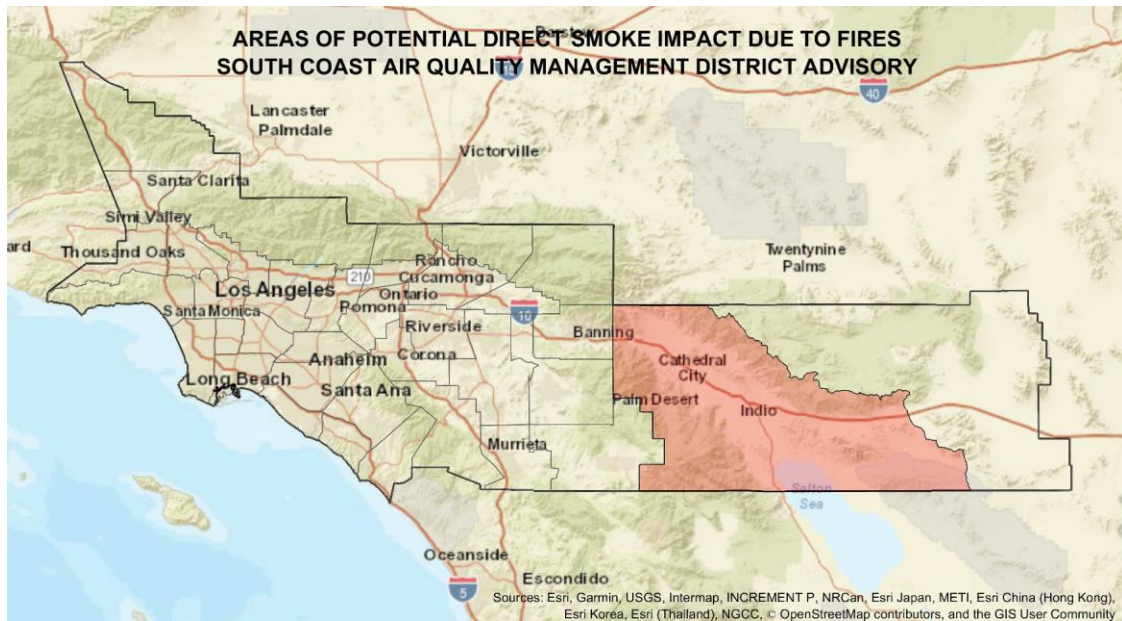 AREAS OF POTENTIAL DIRECT SMOKE IMPACT DUE TO FIRES
Barstow
SOUTH COAST AIR QUALITY MANAGEMENT DISTRICT ADVISORY
15
40
Lancaster
Palmdale
Victorville
Santa Clarita
Simi Valley
ard
Thousand Oaks
Twentynine
Palms
Rancho
Cucamonga
210
Los Angeles
Ontario
Santa Monica
Pomona
10
Riverside
Banning
Anaheim
Corona
Cathedral
City
Long Beach
Santa Ana
Palm Desert
Indio
Murrieta
Salton
Sea
Oceanside
Escondido
5
Sources: Esri, Garmin, USGS, Intermap, INCREMENT P, NRCan, Esri Japan, METI, Esri China (Hong Kong),
Esri Korea, Esri (Thailand), NGCC, © OpenStreetMap contributors, and the GIS User Community